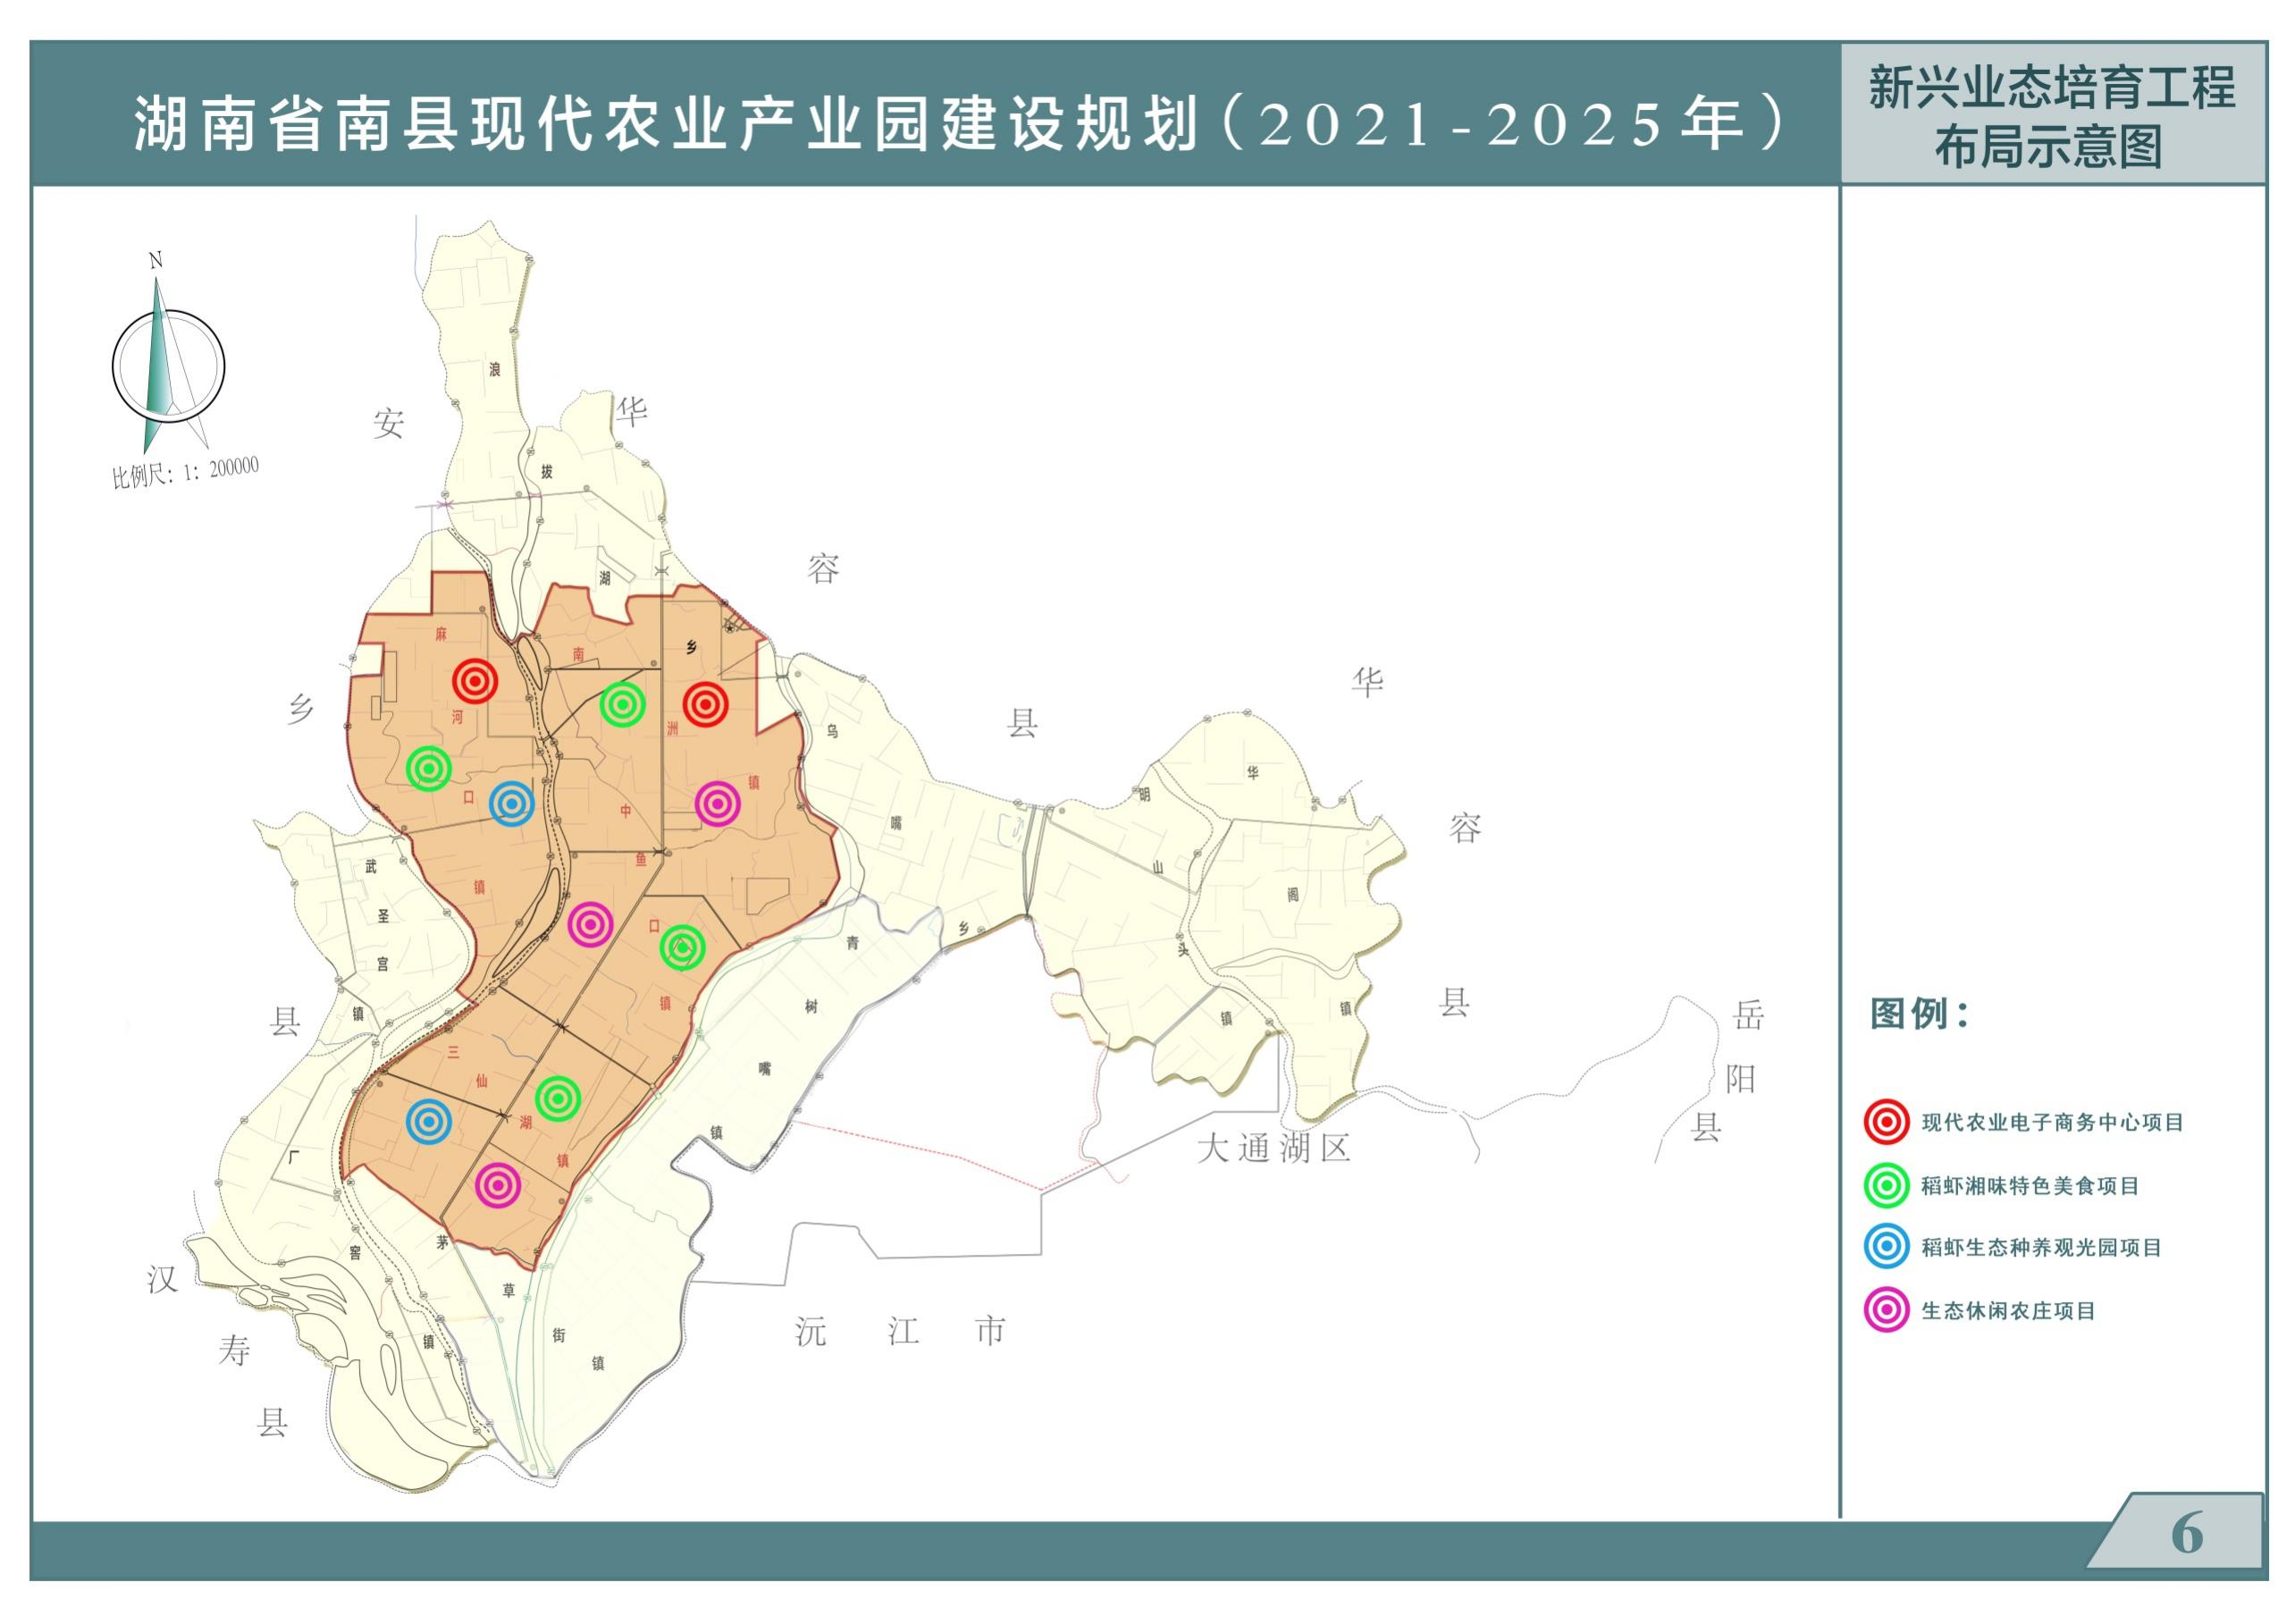 湖南省南县现代农业产业园建设规划（2021-2025年）
新兴业态培育工程
布局示意图
N
比例尺：1：200000
安乡县
华容县
华容县
岳阳县
大通湖区
沅江市
汉寿县
浪拔湖
乡
麻河口镇
南洲镇
中鱼口镇
三仙湖镇
武圣宫镇
厂窖镇
茅草街镇
青树嘴镇
乌嘴乡
明山头镇
华阁镇
图例：
现代农业电子商务中心项目
稻虾湘味特色美食项目
稻虾生态种养观光园项目
生态休闲农庄项目
6